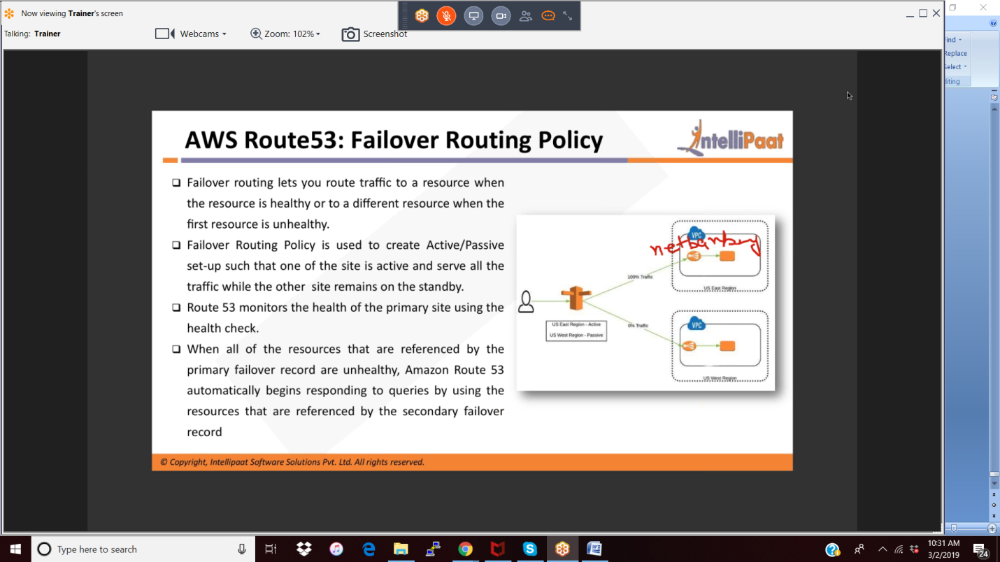 Now viewing Trainer's screen
Talking: Trainer
Webcams
Zoom: 102%
Screenshot
Find
Replace
Select
diting
AWS Route53: Failover Routing Policy
IntelliPaat
Failover routing lets you route traffic to a resource when
the resource is healthy or to a different resource when the
first resource is unhealthy.
Failover Routing Policy is used to create Active/Passive
set-up such that one of the site is active and serve all the
traffic while the other site remains on the standby.
Route 53 monitors the health of the primary site using the
health check.
When all of the resources that are referenced by the
primary failover record are unhealthy, Amazon Route 53
automatically begins responding to queries by using the
resources that are referenced by the secondary failover
record
VPC
100% Traffic
US East Region
US East Region - Active
US West Region - Passive
0% Traffic
VPC
US West Region
© Copyright, Intellipaat Software Solutions Pvt. Ltd. All rights reserved.
Type here to search
10:31 AM
3/2/2019
24